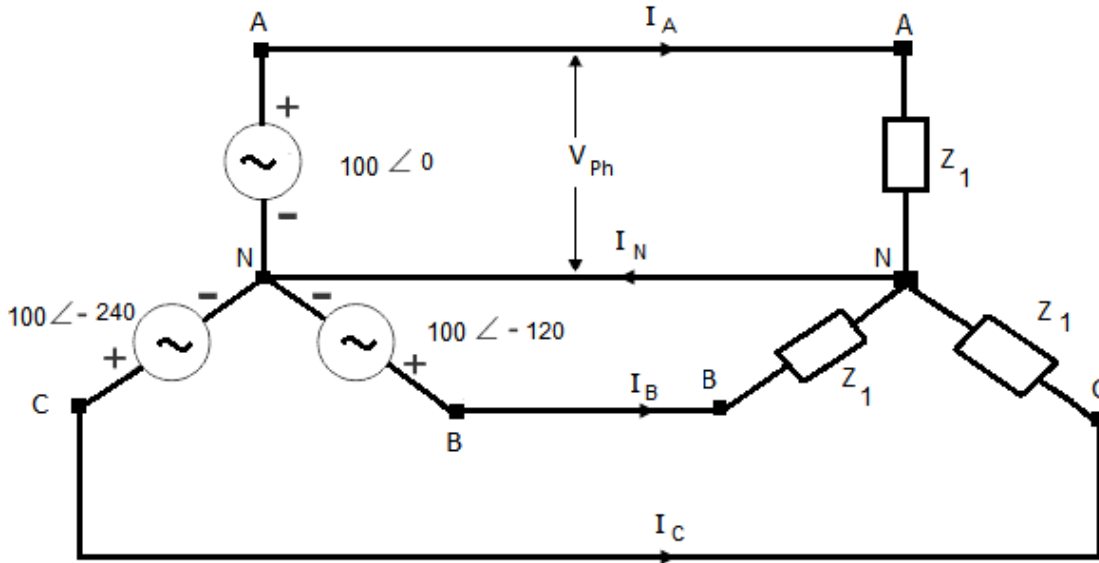 A
I A
A
+
100 ∠ 0
V Ph
Z 1
-
N
I N
N
100 ∠ - 240
-
-
100 ∠ - 120
Z 1
+
+
Z 1
C
I B
B
B
C
I C